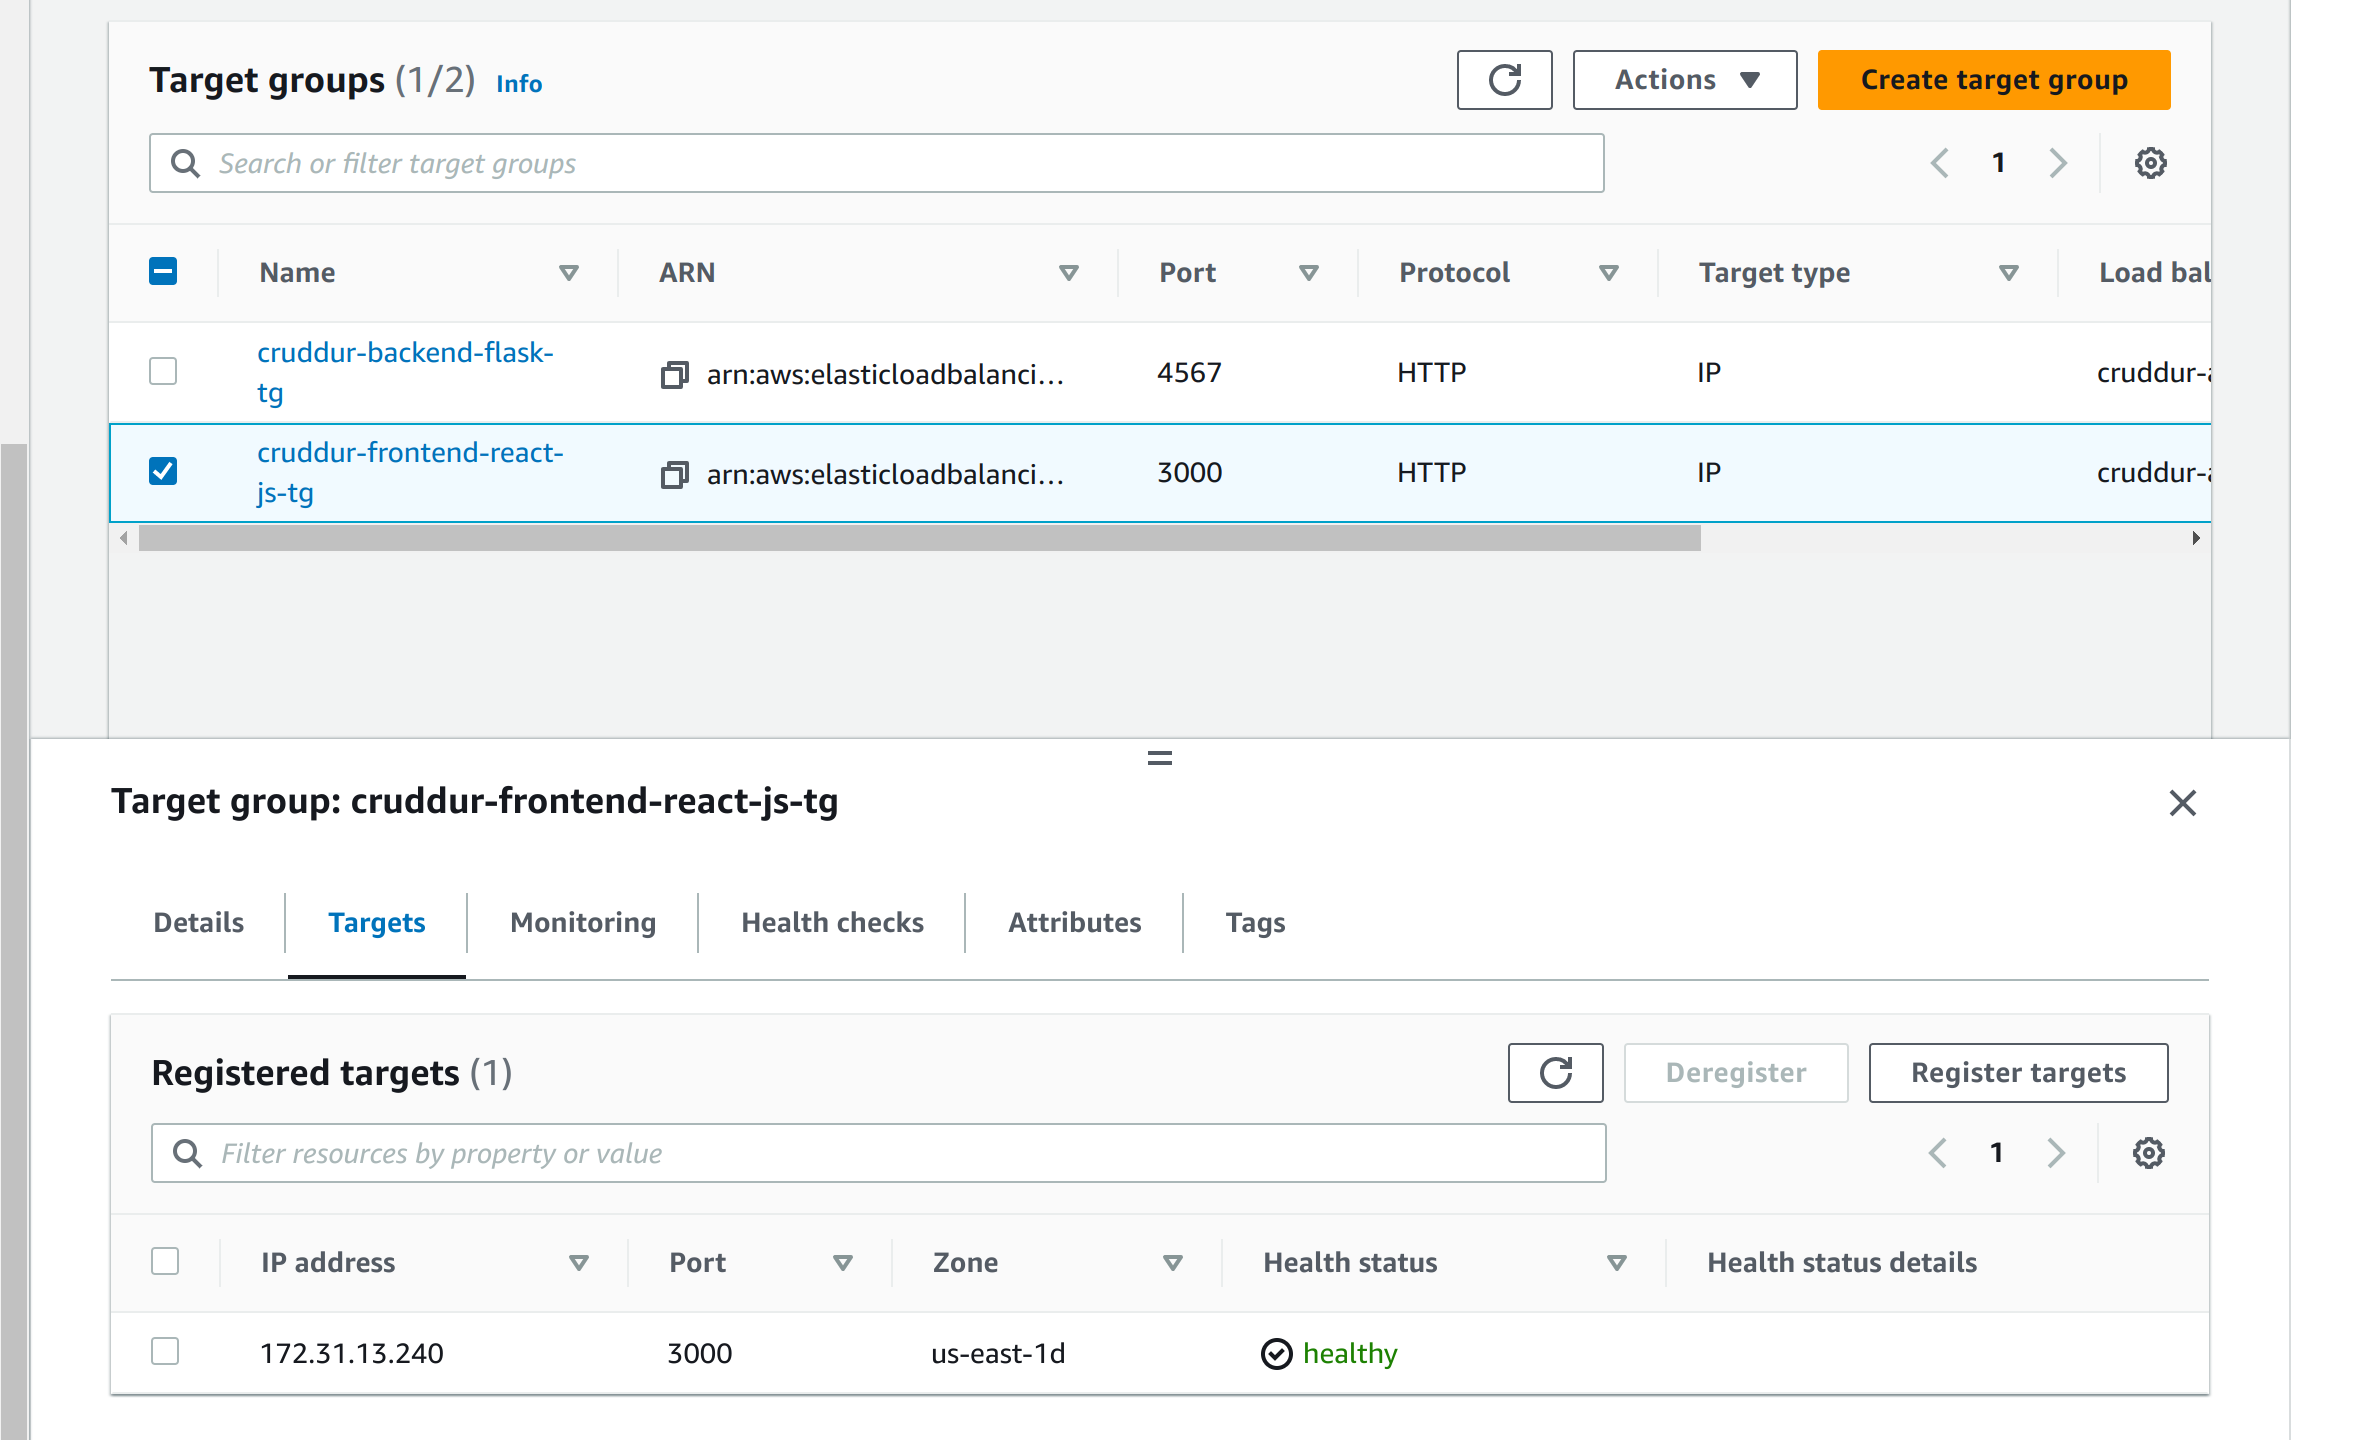 Target groups (1/2) Info
Actions
Create target group
Search or filter target groups
1
Name ARN Port Protocol Target type Load bal
cruddur-backend-flask-
tg
arn:aws:elasticloadbalanci... 4567 HTTP IP cruddur-a
cruddur-frontend-react-
js-tg
arn:aws:elasticloadbalanci... 3000 HTTP IP cruddur-a
Target group: cruddur-frontend-react-js-tg
Details Targets Monitoring Health checks Attributes Tags
Registered targets (1)
Deregister
Register targets
Filter resources by property or value
1
IP address Port Zone Health status Health status details
172.31.13.240 3000 us-east-1d healthy